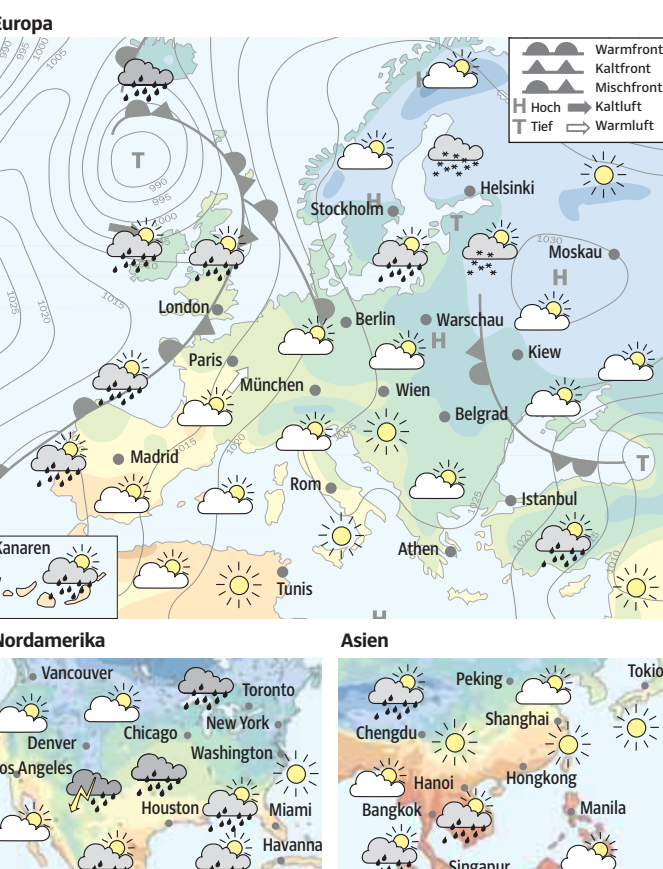 Europa
Warmfront
Kaltfront
Mischfront
H Hoch
Kaltluft
T Tief
Warmluft
990
995
1000
1005
H
T
990
995
1000
Helsinki
Stockholm
H
T
1030
Moskau
H
1025
1020
1015
London
Berlin
Warschau
H
Paris
Kiew
München
Wien
Belgrad
1015
1020
1025
Madrid
Rom
1025
T
Istanbul
1020
Athen
1010
Kanaren
Tunis
H
Nordamerika
Vancouver
Toronto
New York
Chicago
Denver
Washington
Los Angeles
Houston
Miami
Havanna
Asien
Peking
Tokio
Shanghai
Chengdu
Hongkong
Hanoi
Bangkok
Manila
Singapur